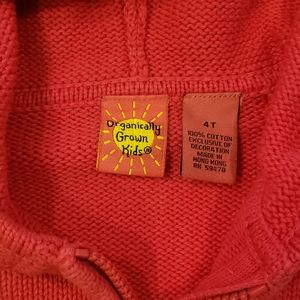 Organically
Grown
Kids®
4T
100% COTTON
EXCLUSIVE OF
DECORATION
MADE IN
HONG KONG
RN 59478